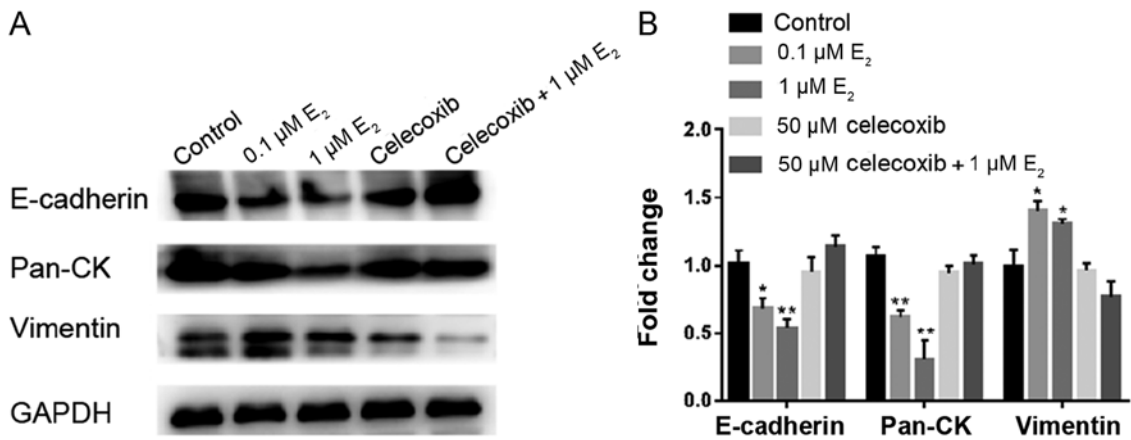 A
Control
0.1 µM E₂
1 µM E₂
Celecoxib
Celecoxib + 1 µM E₂
E-cadherin
Pan-CK
Vimentin
GAPDH
B
Control
0.1 µM E₂
1 µM E₂
50 µM celecoxib
50 µM celecoxib + 1 µM E₂
Fold change
2.0
1.5
1.0
0.5
0.0
*
**
**
**
*
*
E-cadherin
Pan-CK
Vimentin